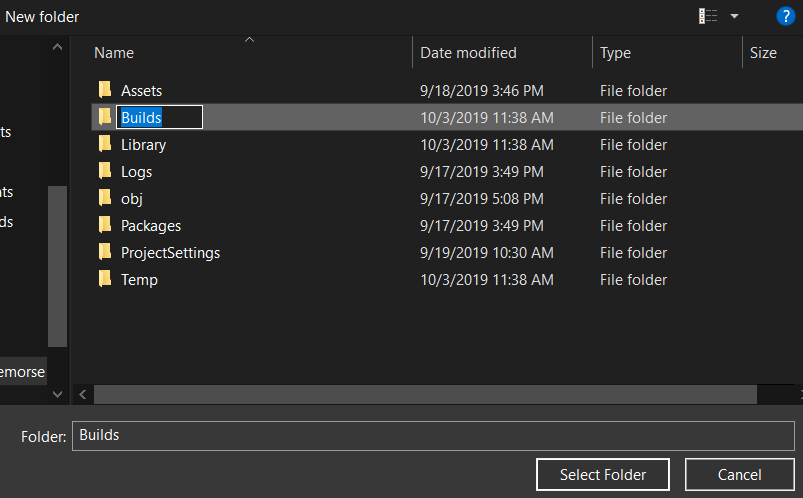 New folder
Name Date modified Type Size
Assets 9/18/2019 3:46 PM File folder
Builds 10/3/2019 11:38 AM File folder
Library 10/3/2019 11:38 AM File folder
Logs 9/17/2019 3:49 PM File folder
obj 9/17/2019 5:08 PM File folder
Packages 9/17/2019 3:49 PM File folder
ProjectSettings 9/19/2019 10:30 AM File folder
Temp 10/3/2019 11:38 AM File folder
ts
nts
ds
emorse
Folder: Builds
Select Folder Cancel